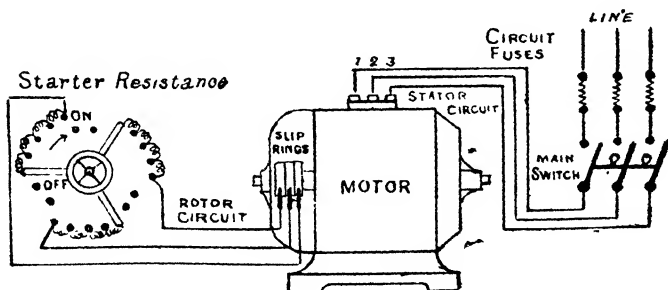 LINE
CIRCUIT
FUSES
1 2 3
Starter Resistance
STATOR
CIRCUIT
ON
SLIP
RINGS
MAIN
SWITCH
OFF
MOTOR
ROTOR
CIRCUIT